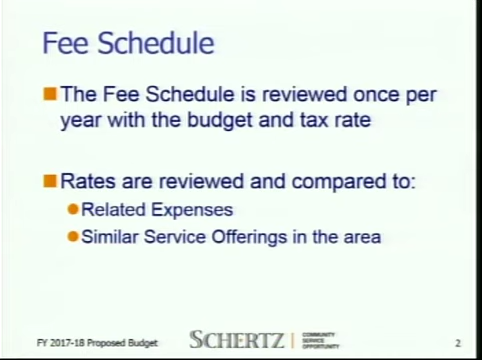 Fee Schedule
The Fee Schedule is reviewed once per
year with the budget and tax rate
Rates are reviewed and compared to:
Related Expenses
Similar Service Offerings in the area
FY 2017-18 Proposed Budget
SCHERTZ
COMMUNITY
SERVICE
OPPORTUNITY
2